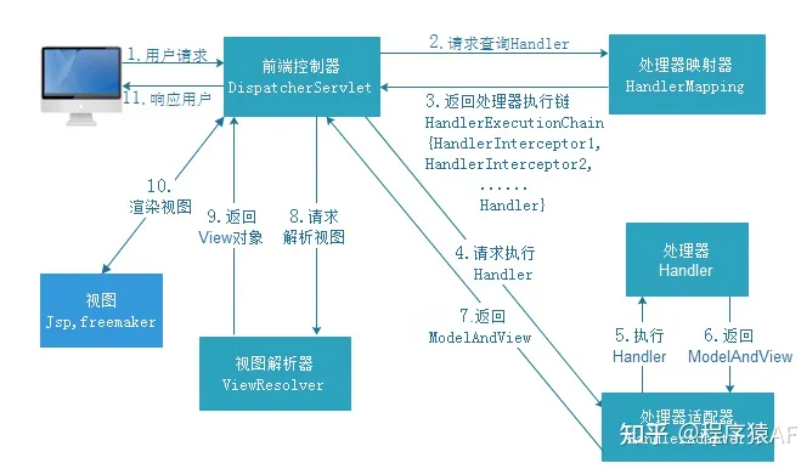 1.用户请求
11.响应用户
前端控制器
DispatcherServlet
2.请求查询Handler
处理器映射器
HandlerMapping
3.返回处理器执行链
HandlerExecutionChain
{HandlerInterceptor1,
HandlerInterceptor2,
......
Handler}
10.
渲染视图
9.返回
View对象
8.请求
解析视图
4.请求执行
Handler
7.返回
ModelAndView
处理器
Handler
视图
Jsp,freemaker
视图解析器
ViewResolver
5.执行
Handler
6.返回
ModelAndView
处理器适配器
HandlerAdapter
知乎 @程序猿AF